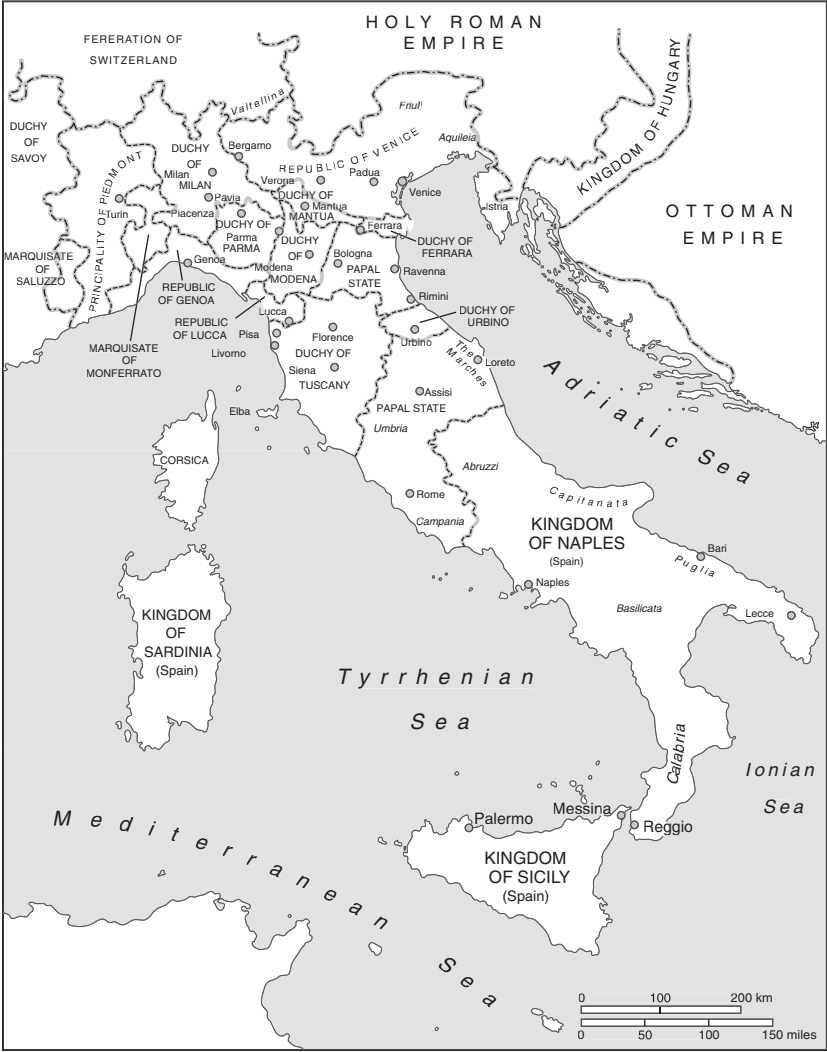 HOLY ROMAN
EMPIRE
FERERATION OF
SWITZERLAND
KINGDOM OF HUNGARY
Valtellina
Friuli
DUCHY
OF
SAVOY
Aquileia
DUCHY
OF
MILAN
Bergamo
REPUBLIC OF VENICE
PRINCIPALITY OF PIEDMONT
Milan
Verona
Padua
Venice
Pavia
DUCHY OF
MANTUA
Mantua
Istria
Turin
Piacenza
OTTOMAN
EMPIRE
DUCHY OF
PARMA
Parma
Ferrara
DUCHY OF
FERRARA
MARQUISATE
OF
SALUZZO
Genoa
DUCHY
OF
MODENA
Modena
Bologna
PAPAL
STATE
Ravenna
REPUBLIC
OF GENOA
Rimini
REPUBLIC
OF LUCCA
Lucca
DUCHY OF
URBINO
MARQUISATE
OF
MONFERRATO
Pisa
Livorno
Florence
Urbino
DUCHY OF
TUSCANY
Siena
The
Marches
Loreto
Adriatic Sea
Elba
Assisi
PAPAL STATE
Umbria
CORSICA
Abruzzi
Rome
Campania
Capitanata
KINGDOM
OF NAPLES
(Spain)
Bari
Puglia
Naples
Basilicata
Lecce
KINGDOM
OF
SARDINIA
(Spain)
Tyrrhenian
Sea
Calabria
Ionian
Sea
Mediterranean Sea
Messina
Palermo
Reggio
KINGDOM
OF SICILY
(Spain)
0 100 200 km
0 50 100 150 miles